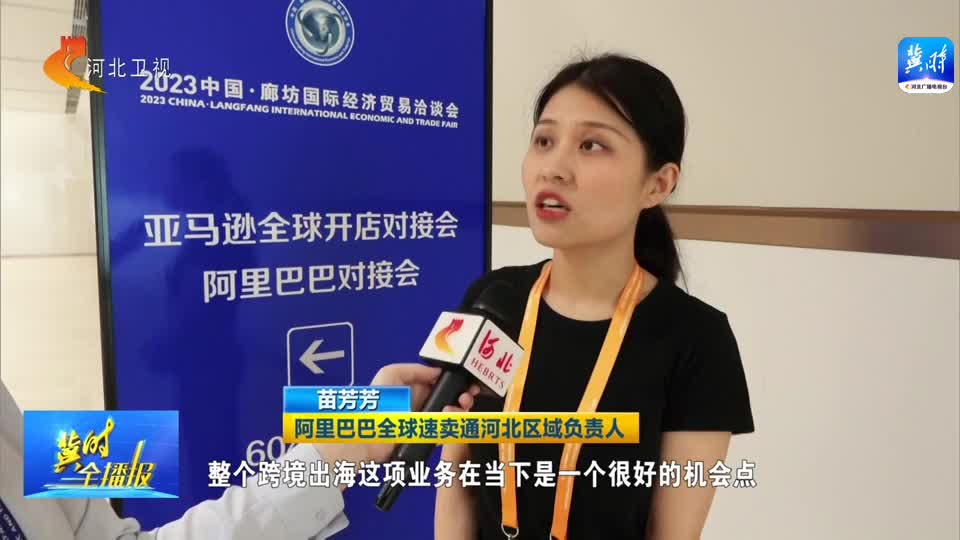 河北卫视
冀时
河北广播电视台
2023中国·廊坊国际经济贸易洽谈会
2023 CHINA·LANGFANG INTERNATIONAL ECONOMIC AND TRADE FAIR
亚马逊全球开店对接会
阿里巴巴对接会
河北
HEBRTS
苗芳芳
阿里巴巴全球速卖通河北区域负责人
60
冀时
全播报
整个跨境出海这项业务在当下是一个很好的机会点